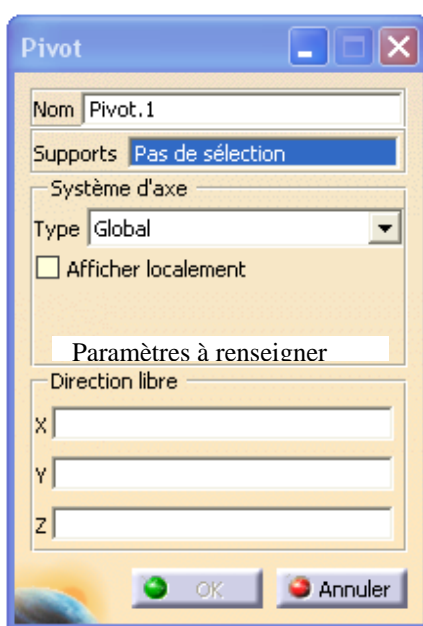 Pivot
Nom Pivot.1
Supports Pas de sélection
Système d'axe
Type Global
Afficher localement
Paramètres à renseigner
Direction libre
X
Y
Z
OK Annuler